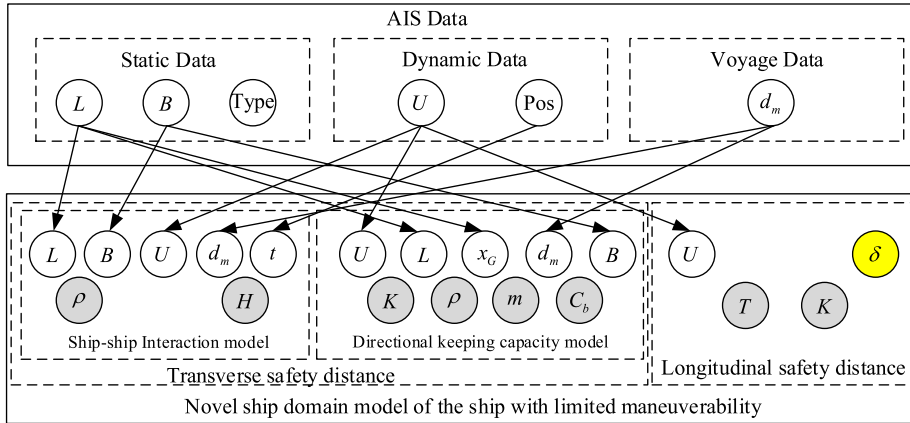 AIS Data
Static Data Dynamic Data Voyage Data
L B Type U Pos d_m
L B U d_m t U L x_G d_m B U δ
ρ H K ρ m C_b T K
Ship-ship Interaction model Directional keeping capacity model
Transverse safety distance Longitudinal safety distance
Novel ship domain model of the ship with limited maneuverability